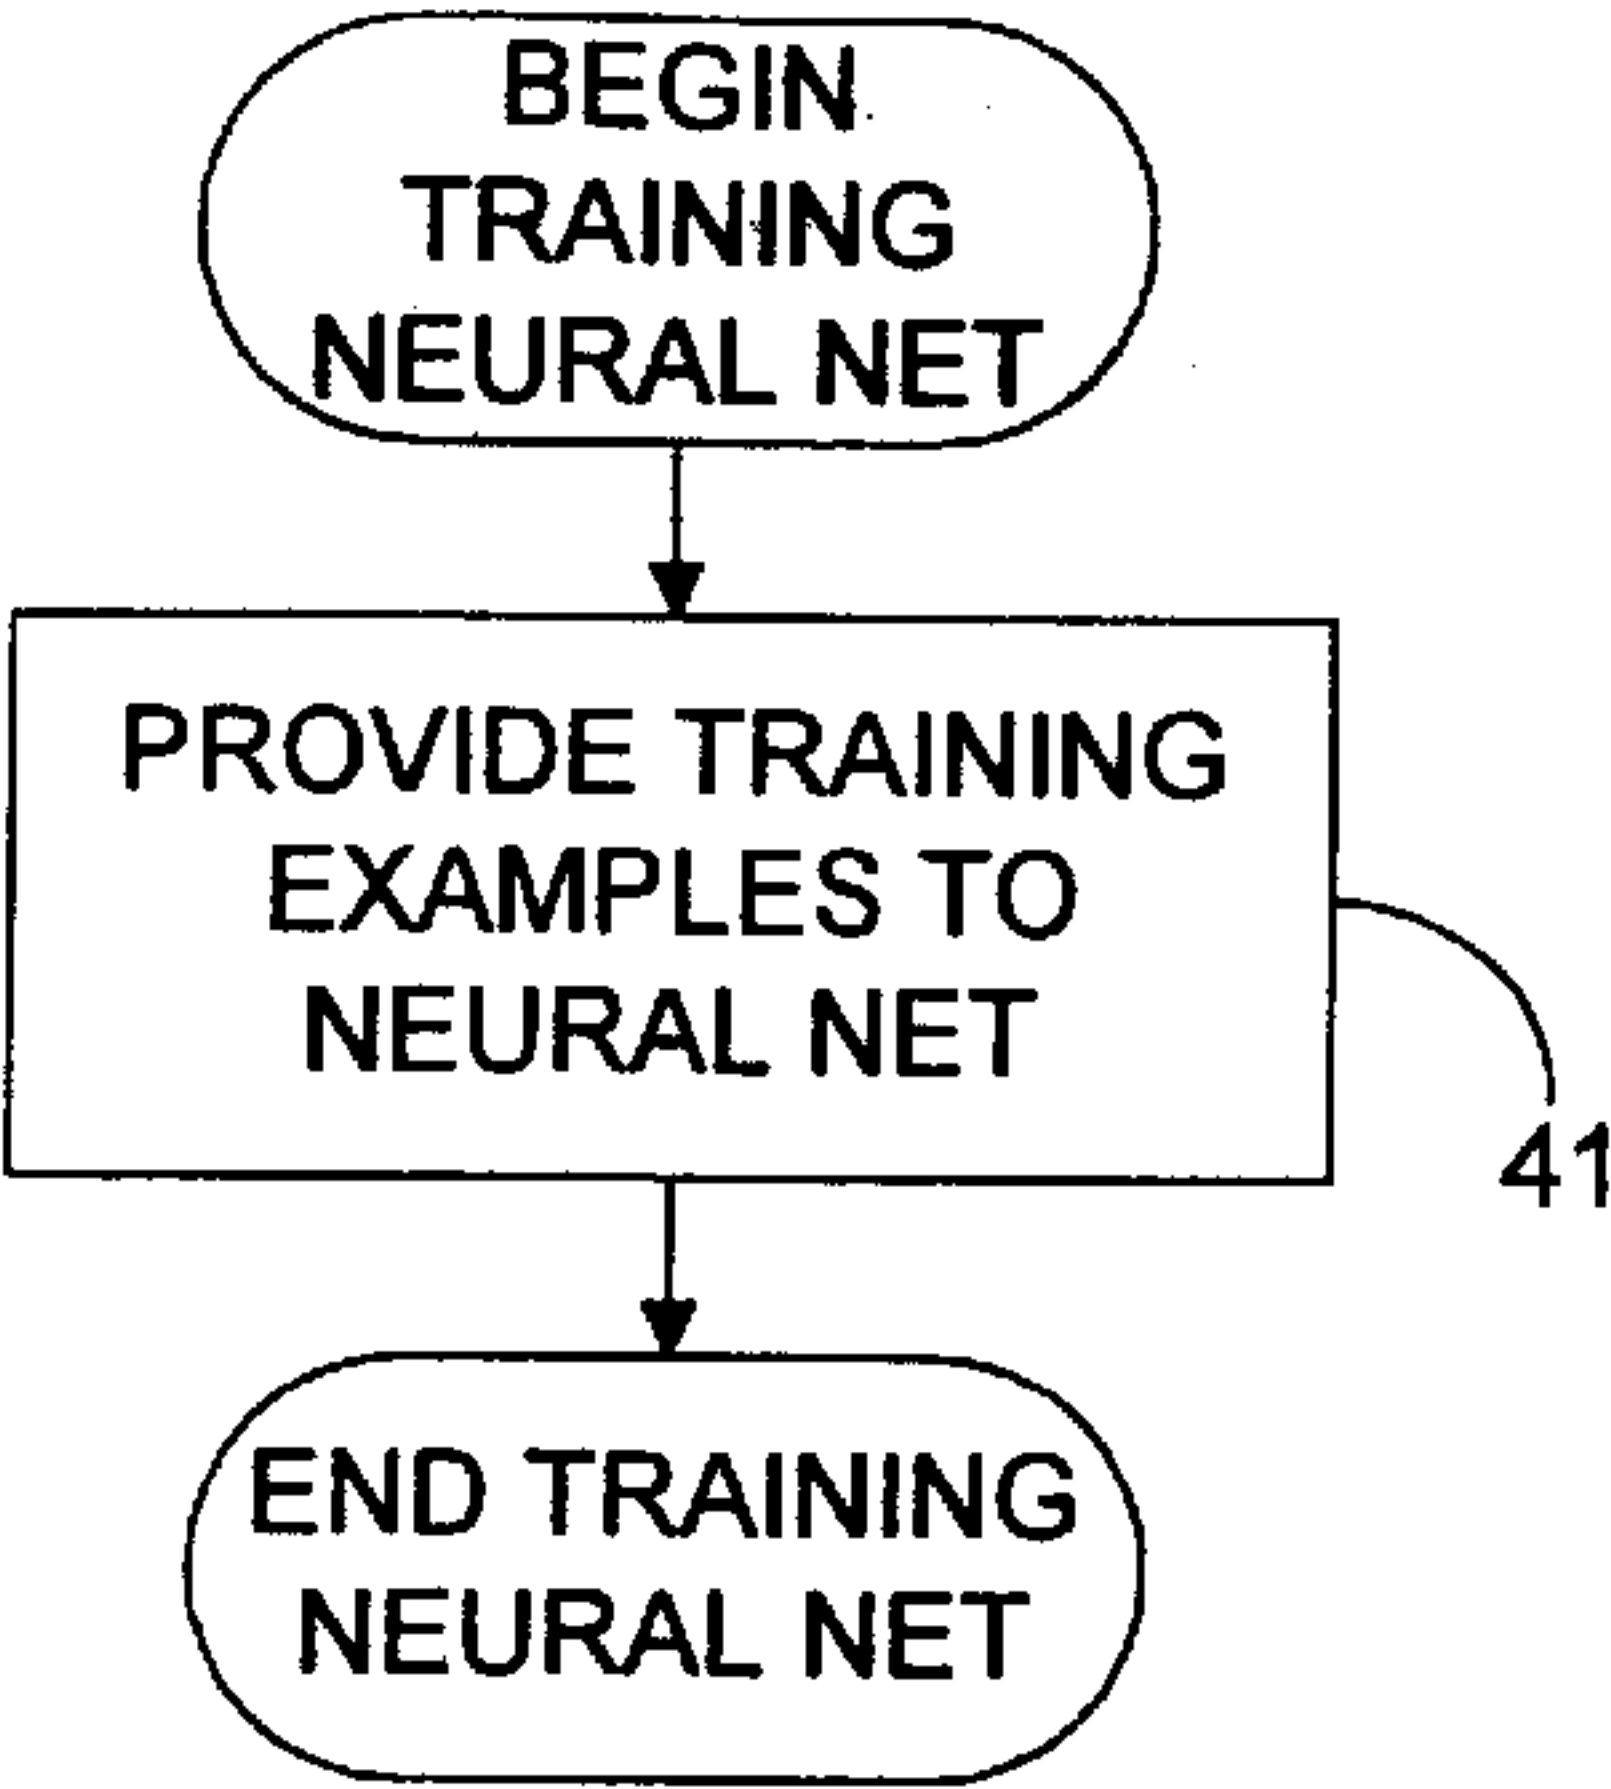 BEGIN
TRAINING
NEURAL NET
PROVIDE TRAINING
EXAMPLES TO
NEURAL NET
41
END TRAINING
NEURAL NET